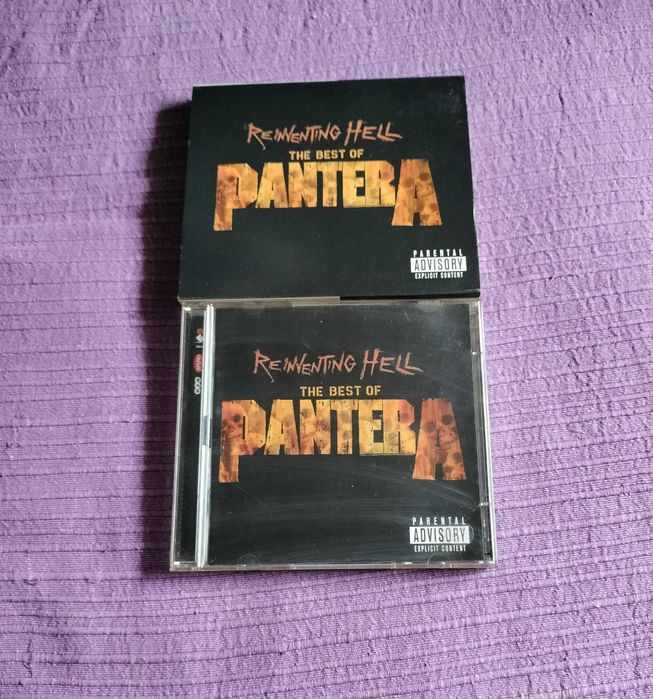 REINVENTING HELL
THE BEST OF
PANTERA
PARENTAL
ADVISORY
EXPLICIT CONTENT
REINVENTING HELL
THE BEST OF
PANTERA
PARENTAL
ADVISORY
EXPLICIT CONTENT